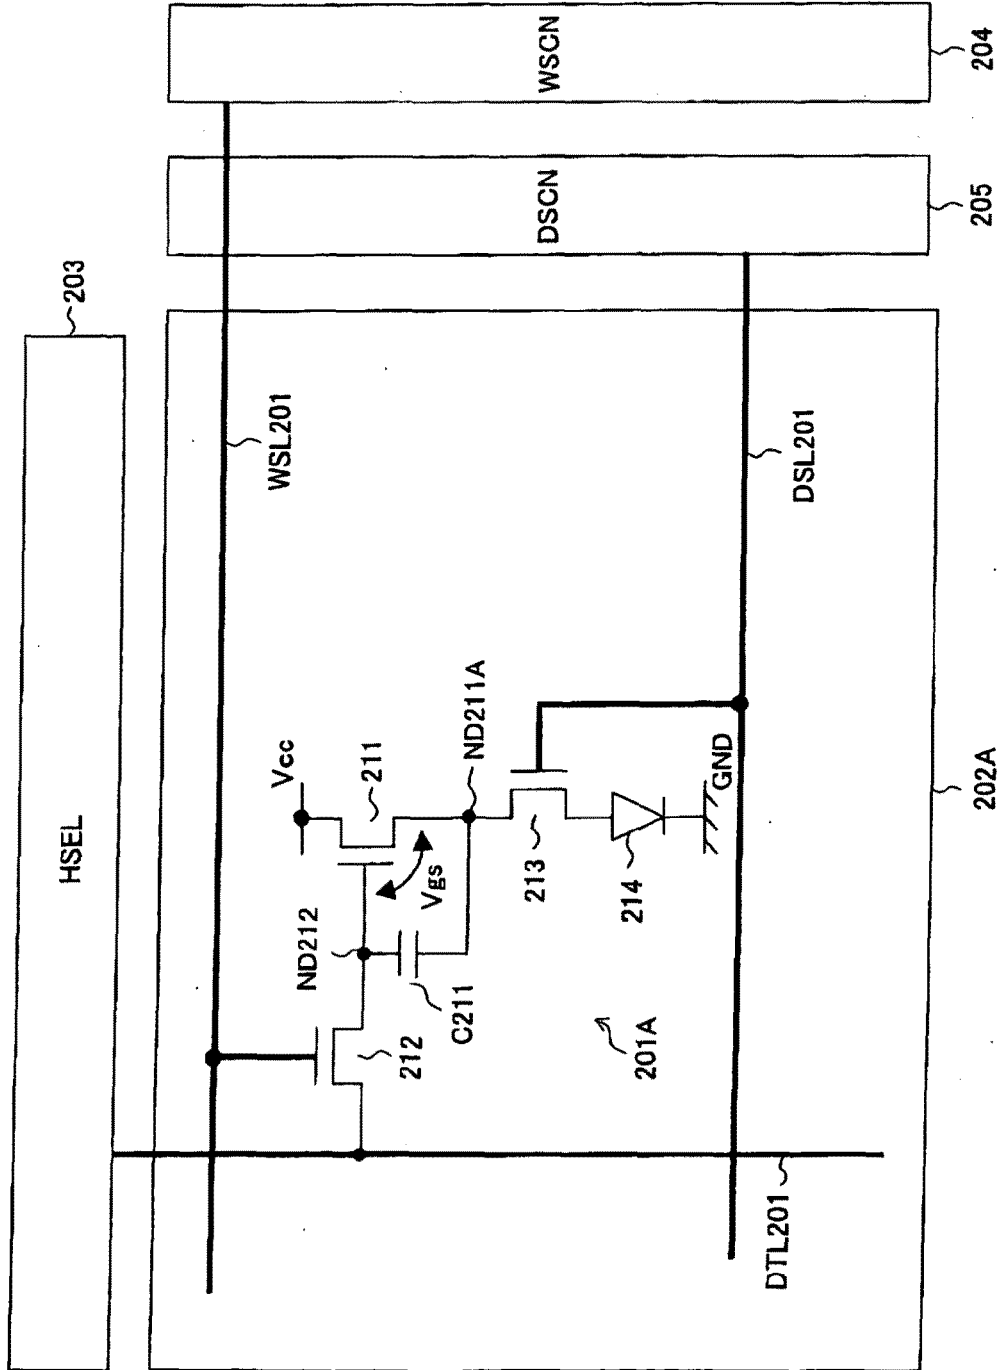 HSEL
203
WSCN
204
DSCN
205
WSL201
DSL201
Vcc
211
ND211A
ND212
Vgs
C211
212
213
214
GND
201A
DTL201
202A